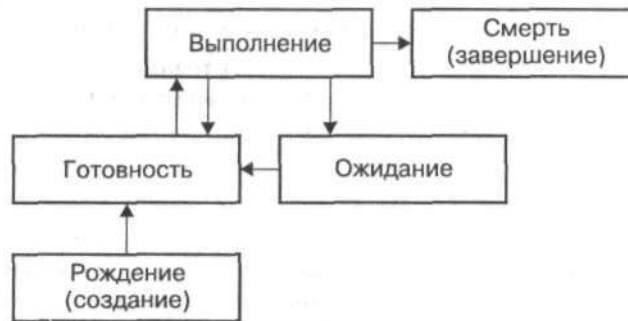 Выполнение
Смерть
(завершение)
Готовность
Ожидание
Рождение
(создание)